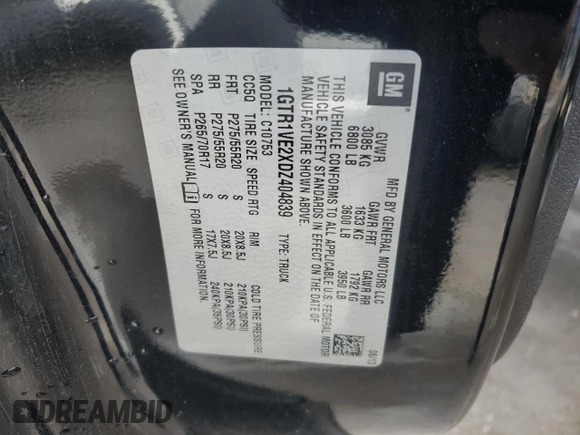 GM
MFD BY GENERAL MOTORS LLC
06/13
GVWR GAWR FRT GAWR RR
3085 KG 1633 KG 1792 KG
6800 LB 3600 LB 3950 LB
THIS VEHICLE CONFORMS TO ALL APPLICABLE U.S. FEDERAL MOTOR
VEHICLE SAFETY STANDARDS IN EFFECT ON THE DATE OF
MANUFACTURE SHOWN ABOVE.
1GTR1VE2XDZ404839 TYPE: TRUCK
MODEL: C10753
CC5Q TIRE SIZE SPEED RTG RIM COLD TIRE PRESSURE
FRT P275/55R20 S 20X8.5J 210KPA(30PSI)
RR P275/55R20 S 20X8.5J 210KPA(30PSI)
SPA P265/70R17 S 17X7.5J 240KPA(35PSI)
SEE OWNER'S MANUAL FOR MORE INFORMATION.
DREAMBID